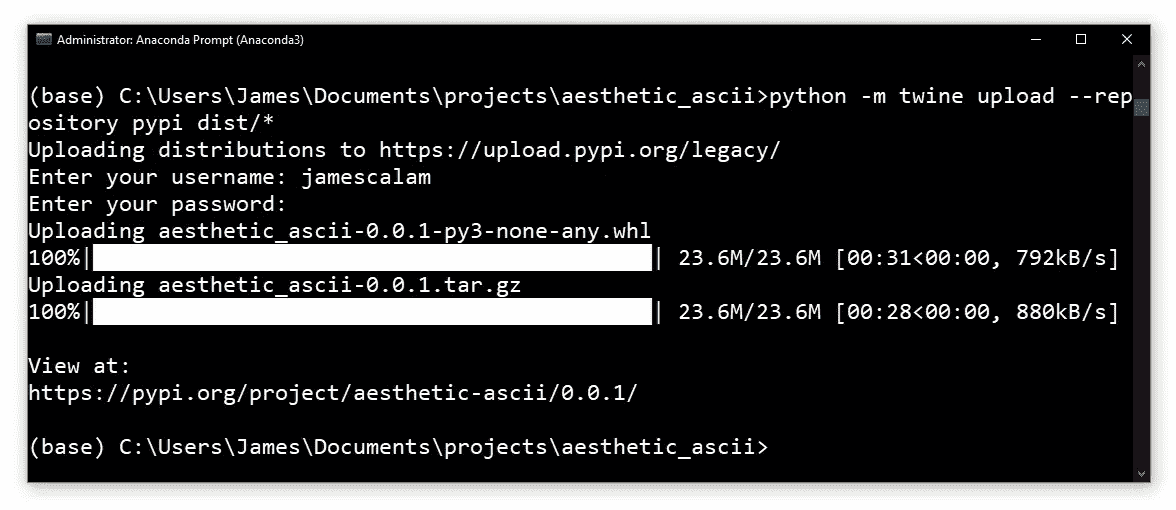 Administrator: Anaconda Prompt (Anaconda3)
(base) C:\Users\James\Documents\projects\aesthetic_ascii>python -m twine upload --rep
ository pypi dist/*
Uploading distributions to https://upload.pypi.org/legacy/
Enter your username: jamescalam
Enter your password:
Uploading aesthetic_ascii-0.0.1-py3-none-any.whl
100%|| 23.6M/23.6M [00:31<00:00, 792kB/s]
Uploading aesthetic_ascii-0.0.1.tar.gz
100%|| 23.6M/23.6M [00:28<00:00, 880kB/s]
View at:
https://pypi.org/project/aesthetic-ascii/0.0.1/
(base) C:\Users\James\Documents\projects\aesthetic_ascii>